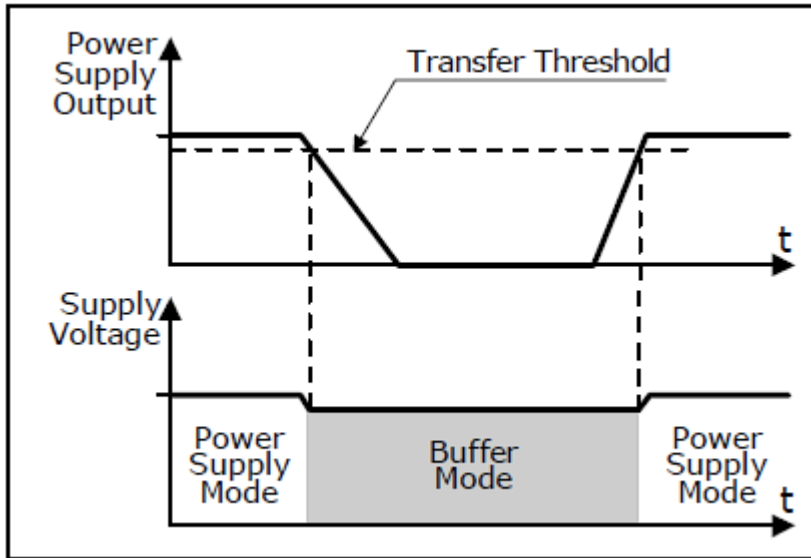 Power
Supply
Output
Transfer Threshold
t
Supply
Voltage
Power
Supply
Mode
Buffer
Mode
Power
Supply
Mode
t